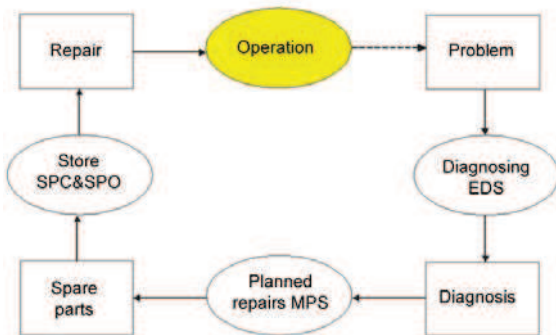 Repair
Operation
Problem
Store
SPC&SPO
Diagnosing
EDS
Spare
parts
Planned
repairs MPS
Diagnosis